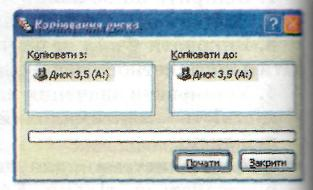 Копіювання диска
Копіювати з: Копіювати до:
Диск 3,5 (А:) Диск 3,5 (А:)
Почати Закрити